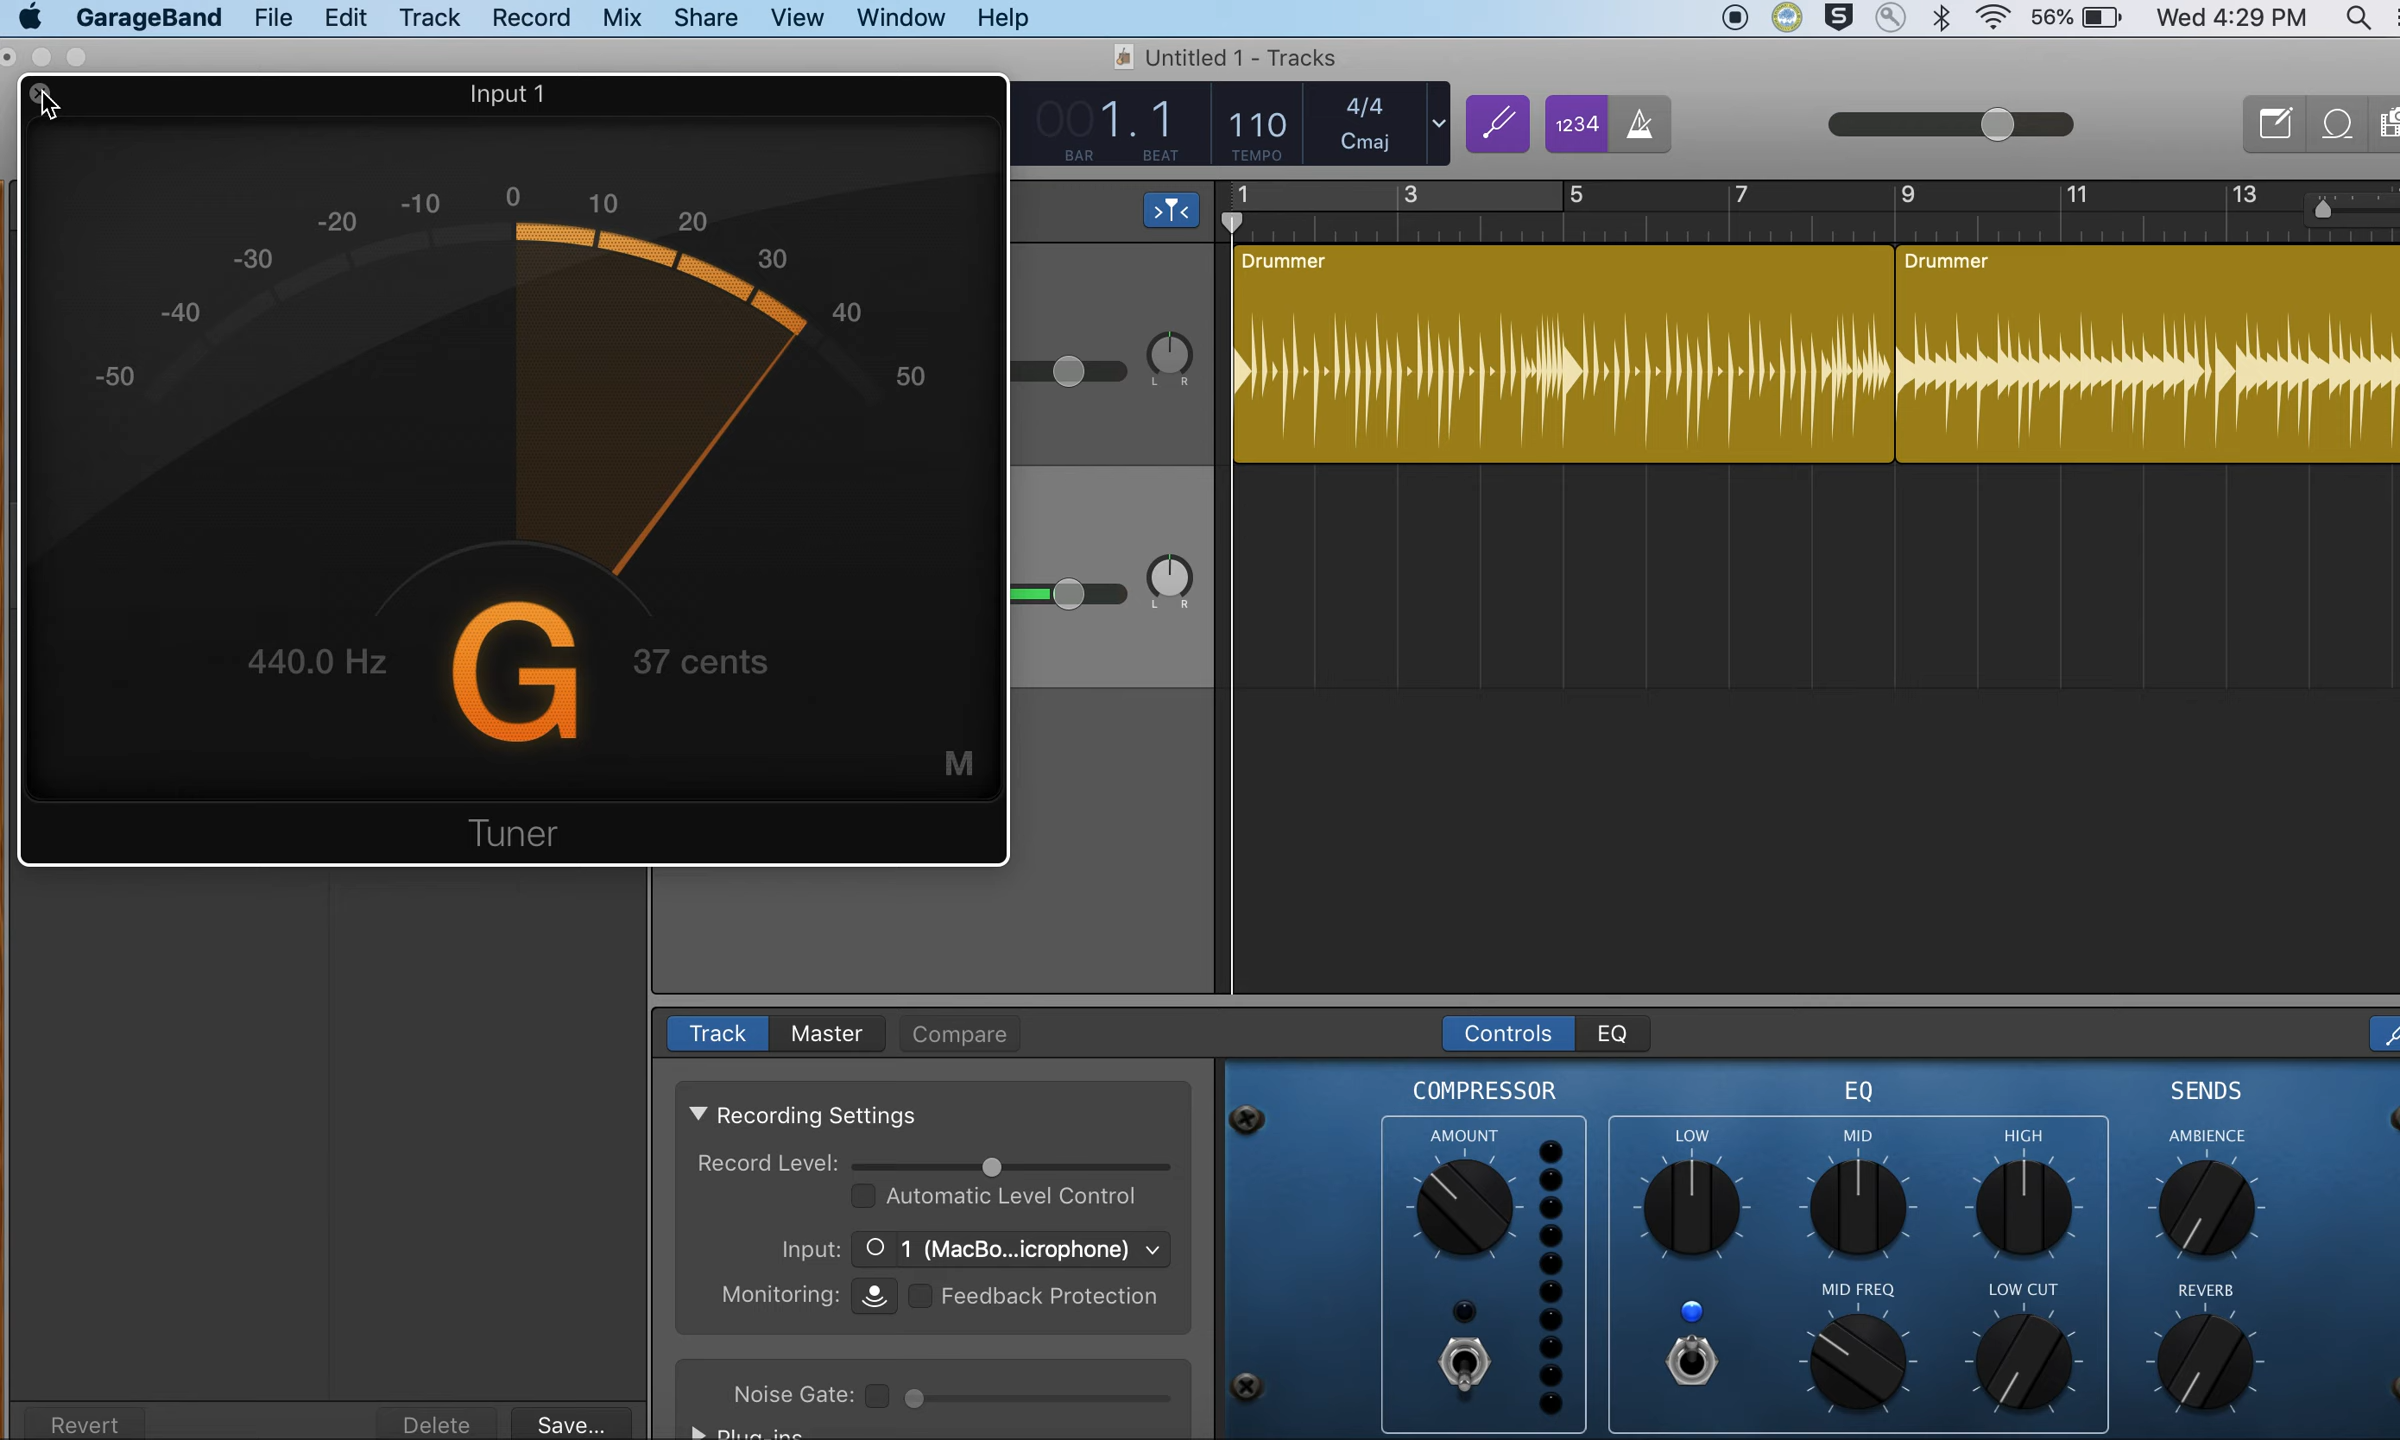 GarageBand File Edit Track Record Mix Share View Window Help 56% Wed 4:29 PM
Untitled 1 - Tracks
Input 1
001. 1 110 4/4 Cmaj
BAR BEAT TEMPO
1234
-50 -40 -30 -20 -10 0 10 20 30 40 50
440.0 Hz G 37 cents
M
Tuner
1 3 5 7 9 11 13
Drummer Drummer
L R
L R
Track Master Compare Controls EQ
Recording Settings
Record Level:
Automatic Level Control
Input: 1 (MacBo...icrophone)
Monitoring: Feedback Protection
Noise Gate:
Plug-ins
COMPRESSOR EQ SENDS
AMOUNT LOW MID HIGH AMBIENCE
MID FREQ LOW CUT REVERB
Revert Delete Save...